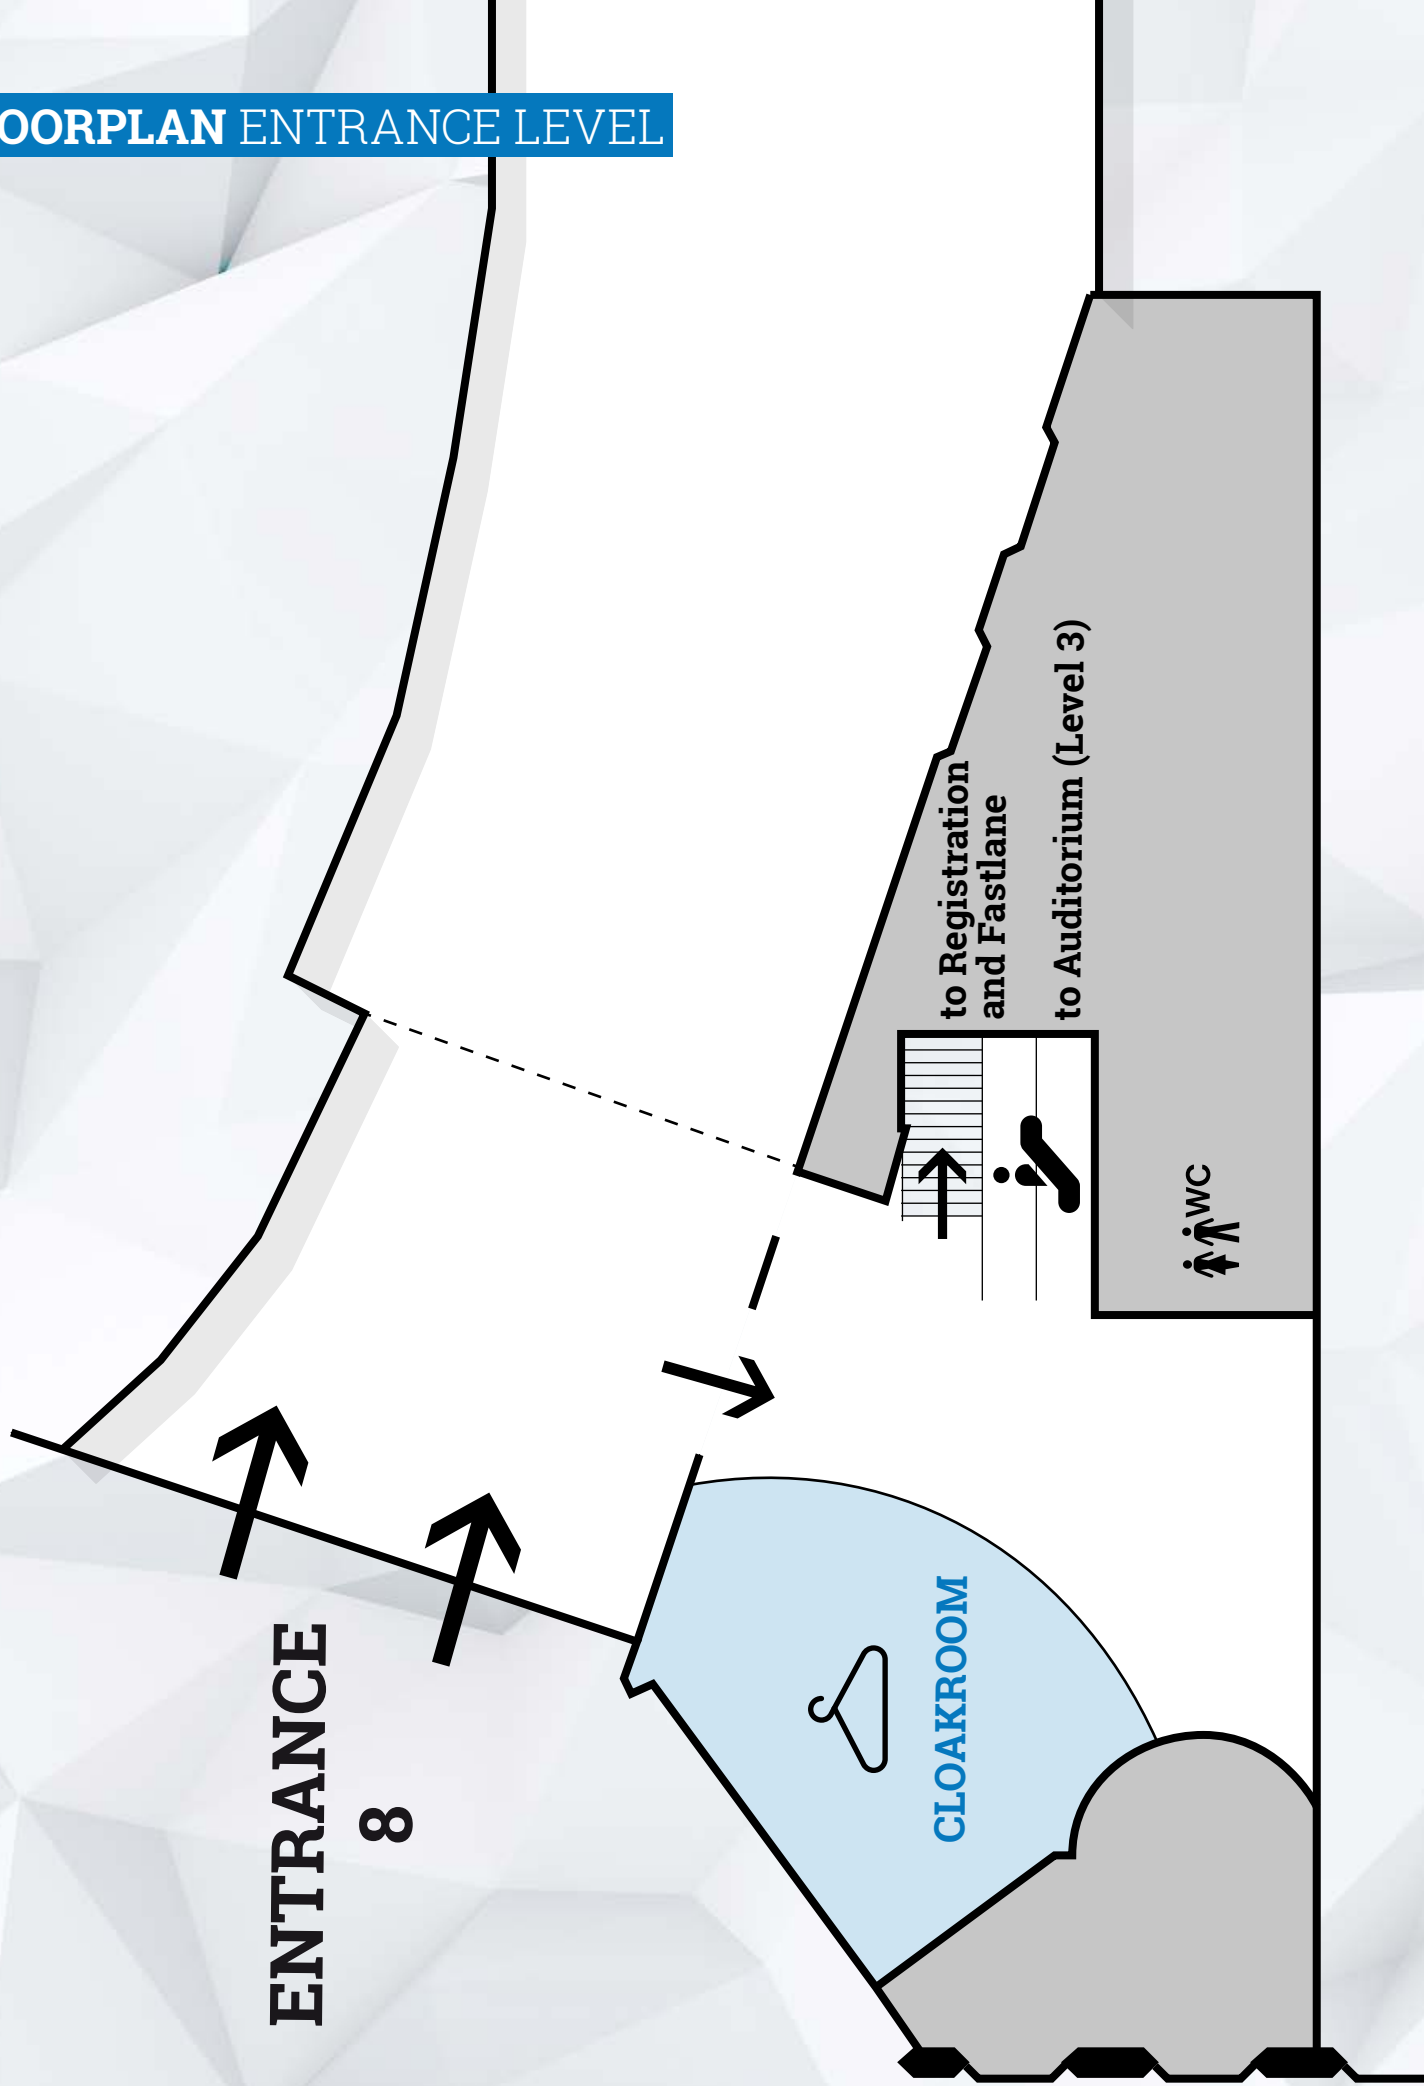 OORPLAN ENTRANCE LEVEL
to Registration
and Fastlane
to Auditorium (Level 3)
WC
CLOAKROOM
ENTRANCE
8